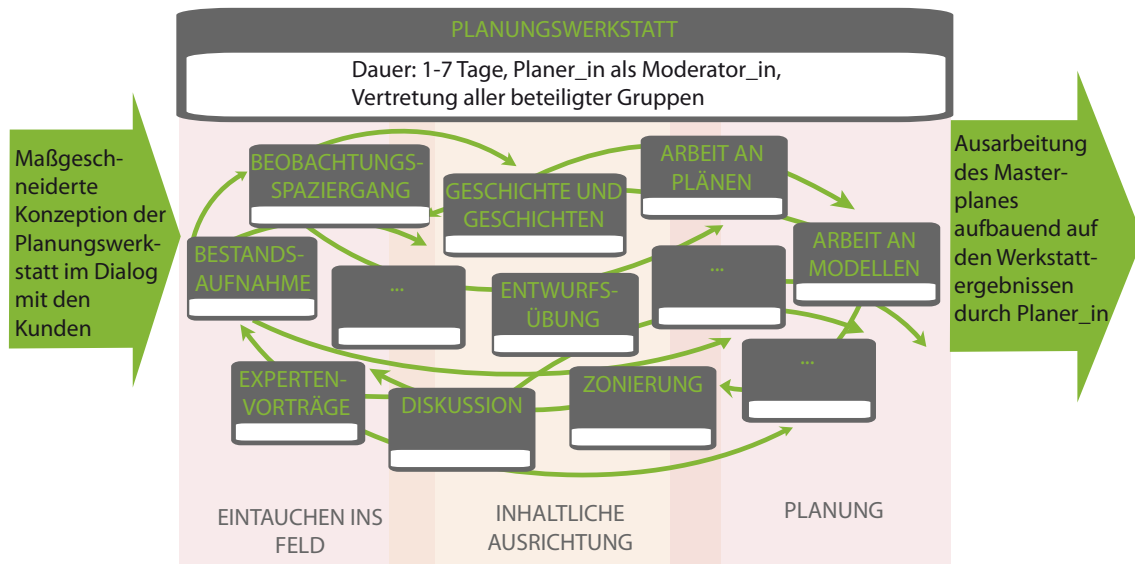 PLANUNGSWERKSTATT
Dauer: 1-7 Tage, Planer_in als Moderator_in,
Vertretung aller beteiligter Gruppen
Maßgesch-
neiderte
Konzeption der
Planungswerk-
statt im Dialog
mit den
Kunden
BEOBACHTUNGS-
SPAZIERGANG
GESCHICHTE UND
GESCHICHTEN
ARBEIT AN
PLÄNEN
BESTANDS-
AUFNAHME
...
ENTWURFS-
ÜBUNG
...
ARBEIT AN
MODELLEN
EXPERTEN-
VORTRÄGE
DISKUSSION
ZONIERUNG
...
EINTAUCHEN INS
FELD
INHALTLICHE
AUSRICHTUNG
PLANUNG
Ausarbeitung
des Master-
planes
aufbauend auf
den Werkstatt-
ergebnissen
durch Planer_in